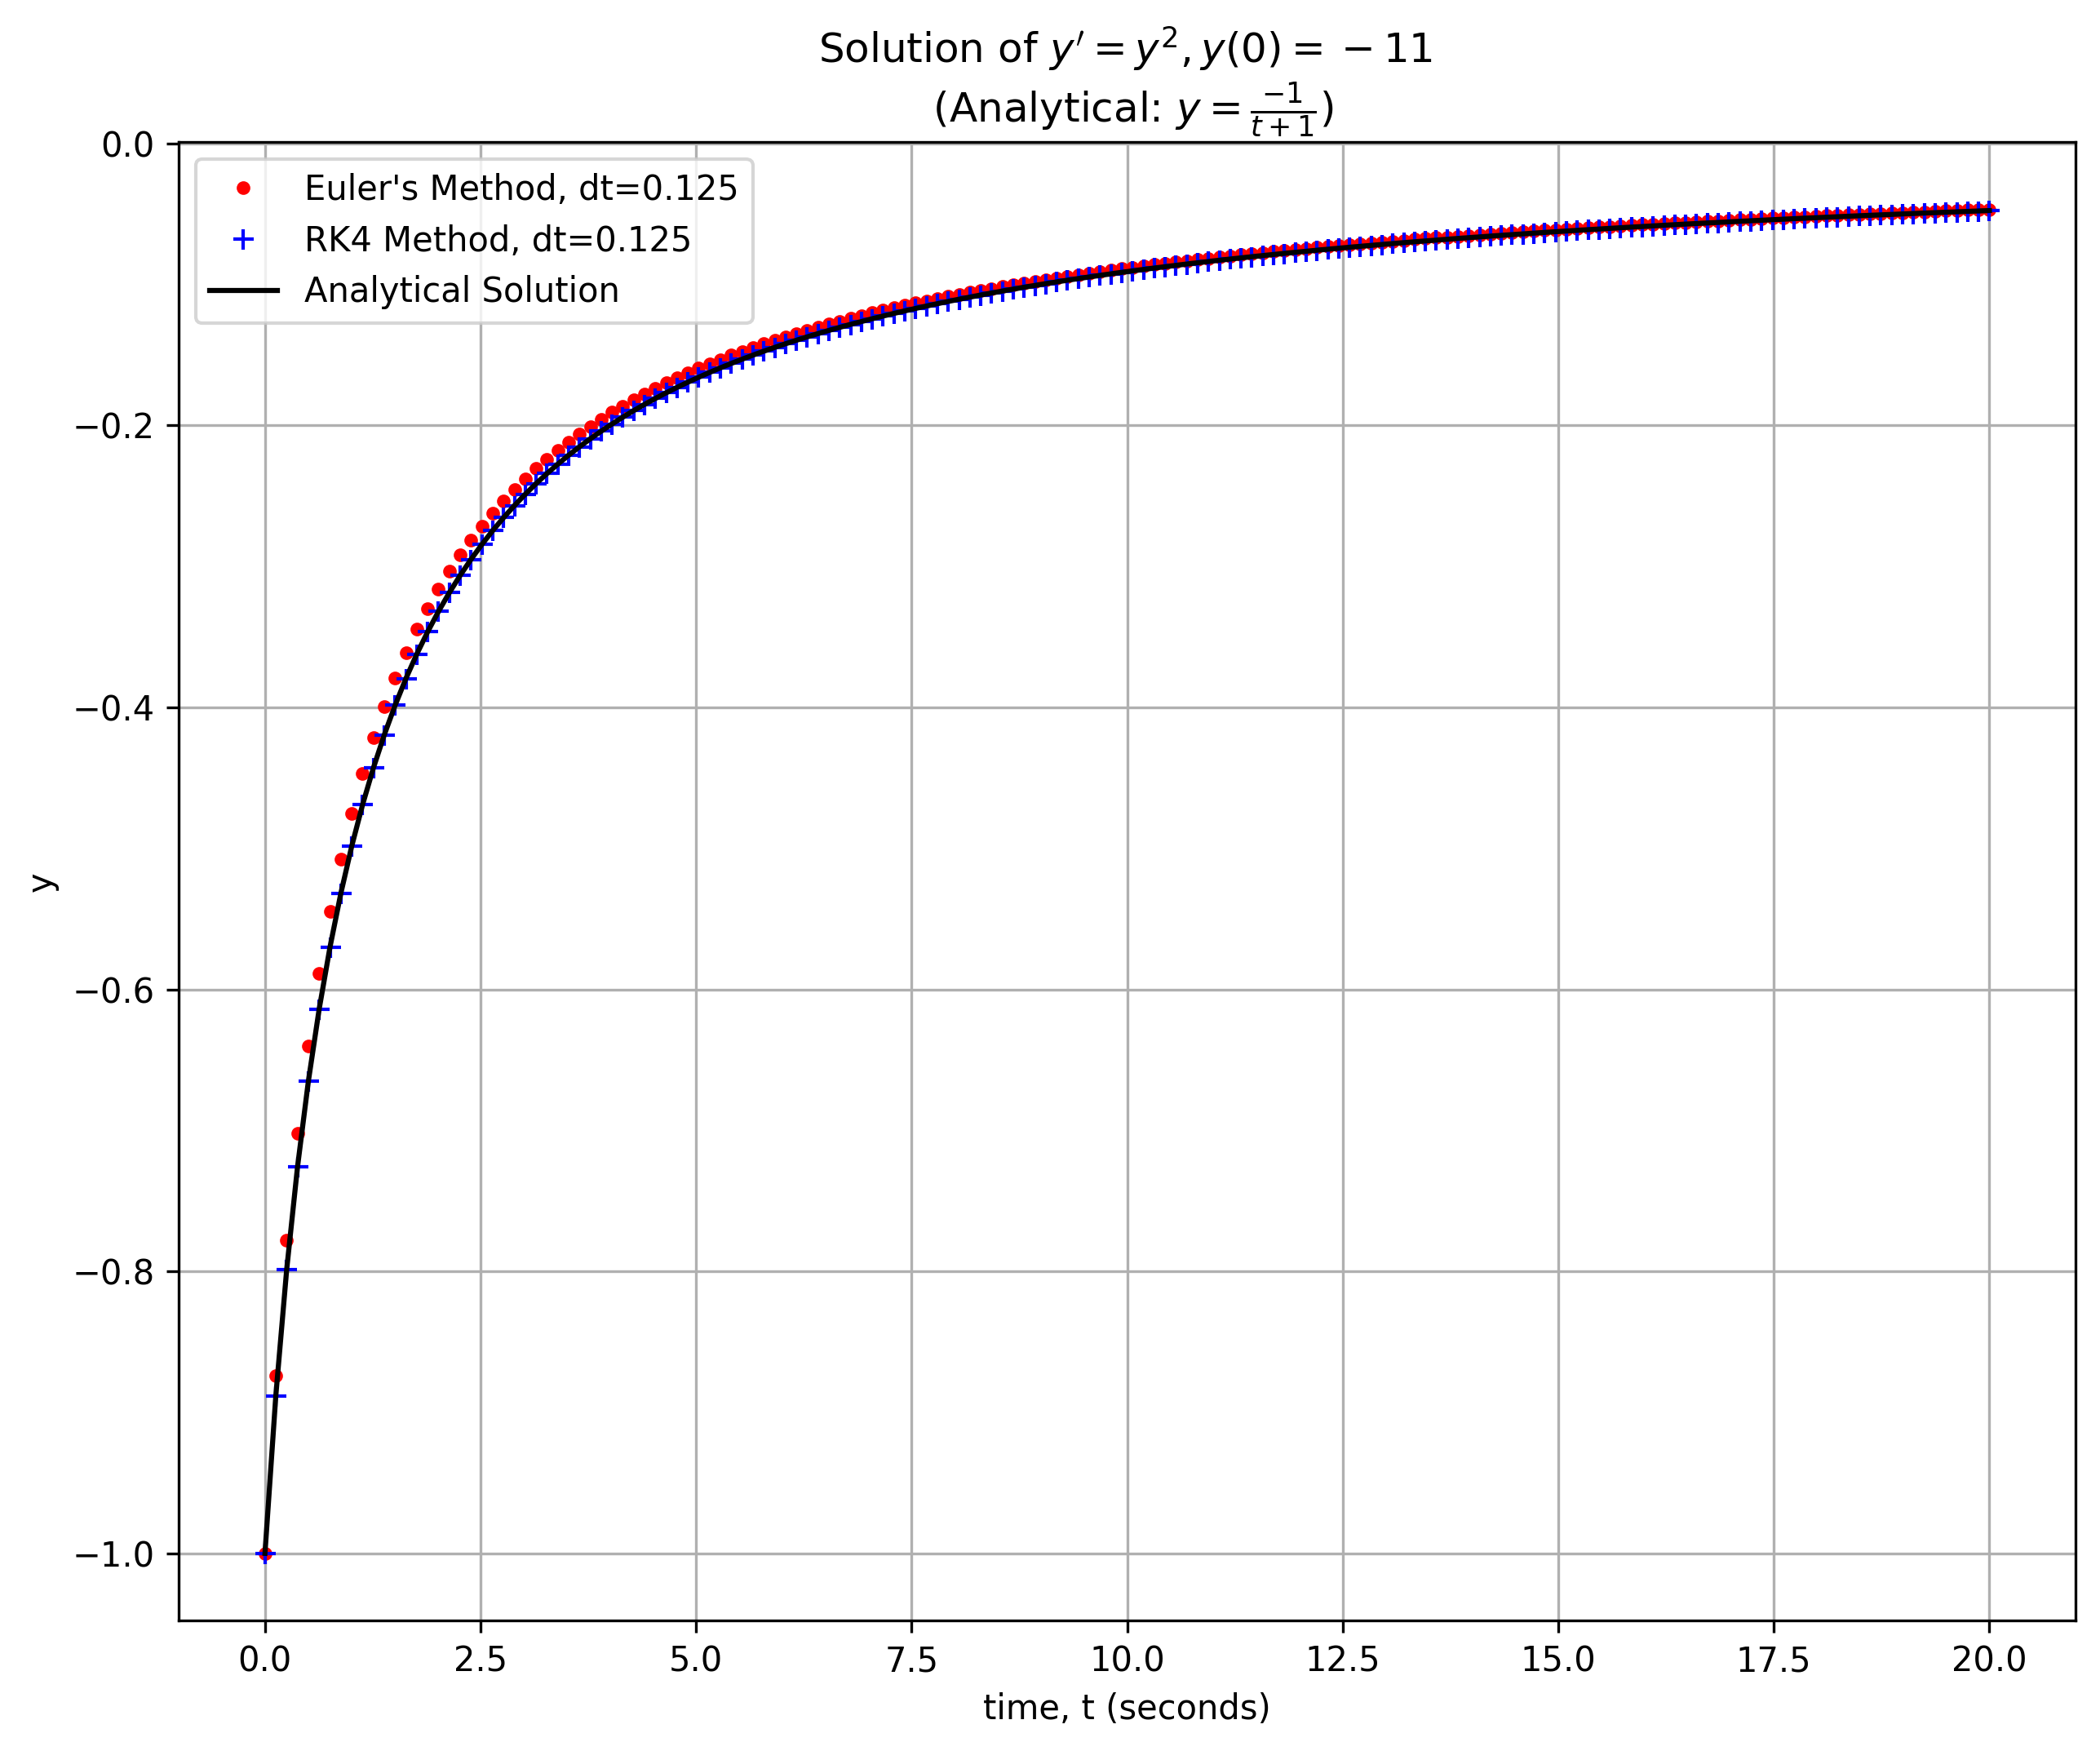 Solution of y′ = y², y(0) = −11
(Analytical: y = −1/(t + 1))
Euler's Method, dt=0.125
RK4 Method, dt=0.125
Analytical Solution
0.0
−0.2
−0.4
−0.6
−0.8
−1.0
y
0.0 2.5 5.0 7.5 10.0 12.5 15.0 17.5 20.0
time, t (seconds)